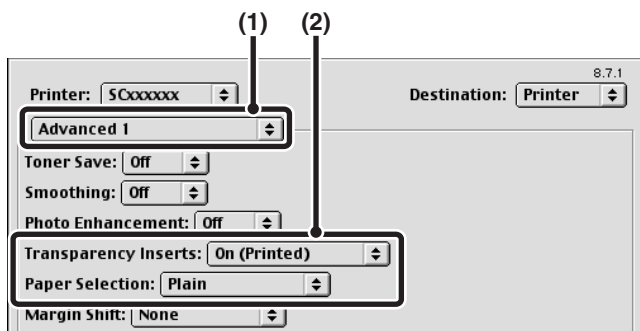 (1) (2)
8.7.1
Printer: SCxxxxxx Destination: Printer
Advanced 1
Toner Save: Off
Smoothing: Off
Photo Enhancement: Off
Transparency Inserts: On (Printed)
Paper Selection: Plain
Margin Shift: None